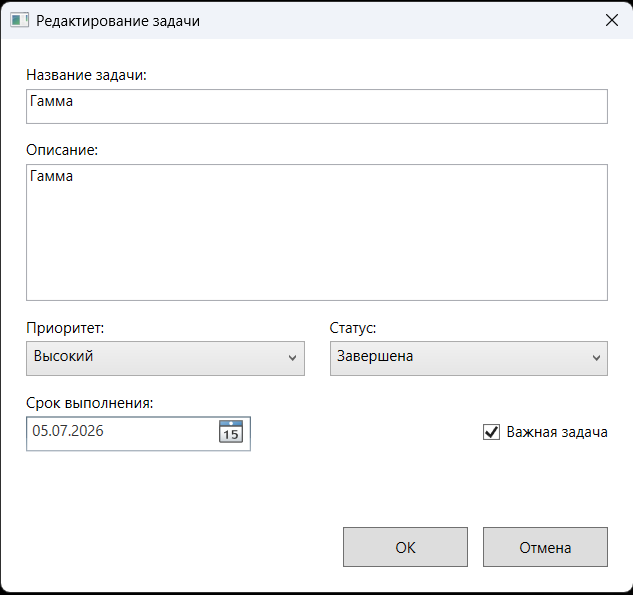 Редактирование задачи
Название задачи:
Гамма
Описание:
Гамма
Приоритет:
Статус:
Высокий
Завершена
Срок выполнения:
05.07.2026
15
Важная задача
ОК
Отмена